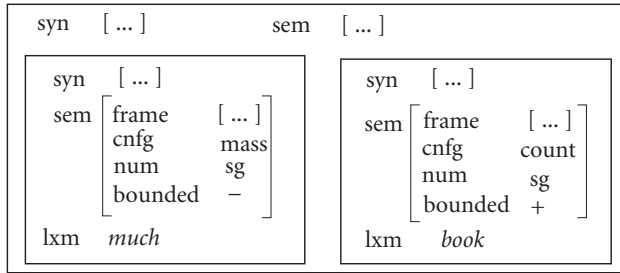 syn [ ... ] sem [ ... ]
syn [ ... ]
sem frame [ ... ]
cnfg mass
num sg
bounded −
lxm much
syn [ ... ]
sem frame [ ... ]
cnfg count
num sg
bounded +
lxm book